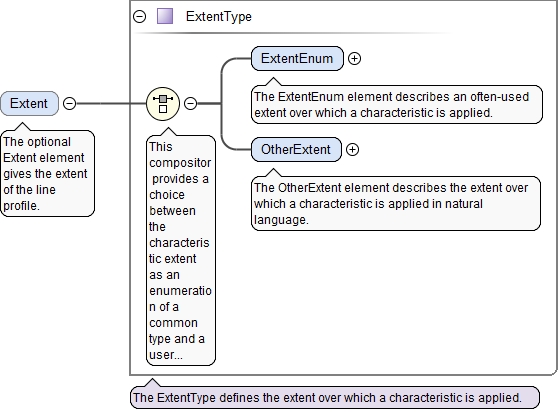 ExtentType
ExtentEnum
The ExtentEnum element describes an often-used
extent over which a characteristic is applied.
Extent
The optional
Extent element
gives the extent
of the line
profile.
This
compositor
provides a
choice
between
the
characteris
tic extent
as an
enumeratio
n of a
common
type and a
user...
OtherExtent
The OtherExtent element describes the extent over
which a characteristic is applied in natural
language.
The ExtentType defines the extent over which a characteristic is applied.